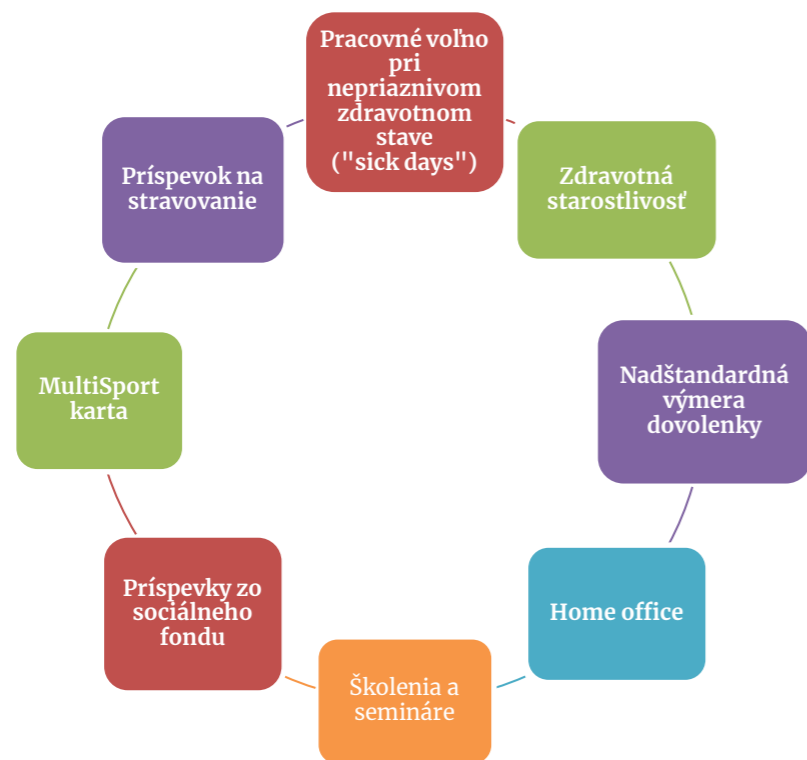 Pracovné voľno
pri
nepriaznivom
zdravotnom
stave
("sick days")
Zdravotná
starostlivosť
Nadštandardná
výmera
dovolenky
Home office
Školenia a
semináre
Príspevky zo
sociálneho
fondu
MultiSport
karta
Príspevok na
stravovanie